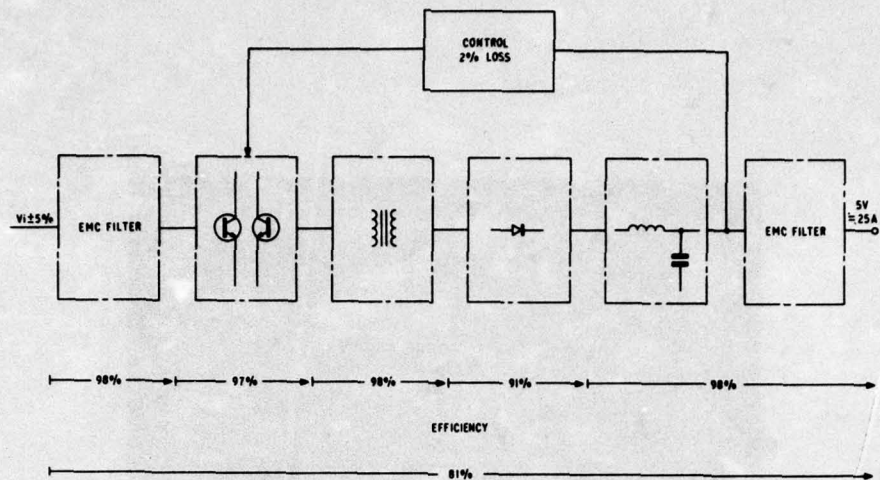 CONTROL
2% LOSS
Vi±5%
EMC FILTER
EMC FILTER
5V
25A
98%
97%
98%
91%
98%
EFFICIENCY
81%